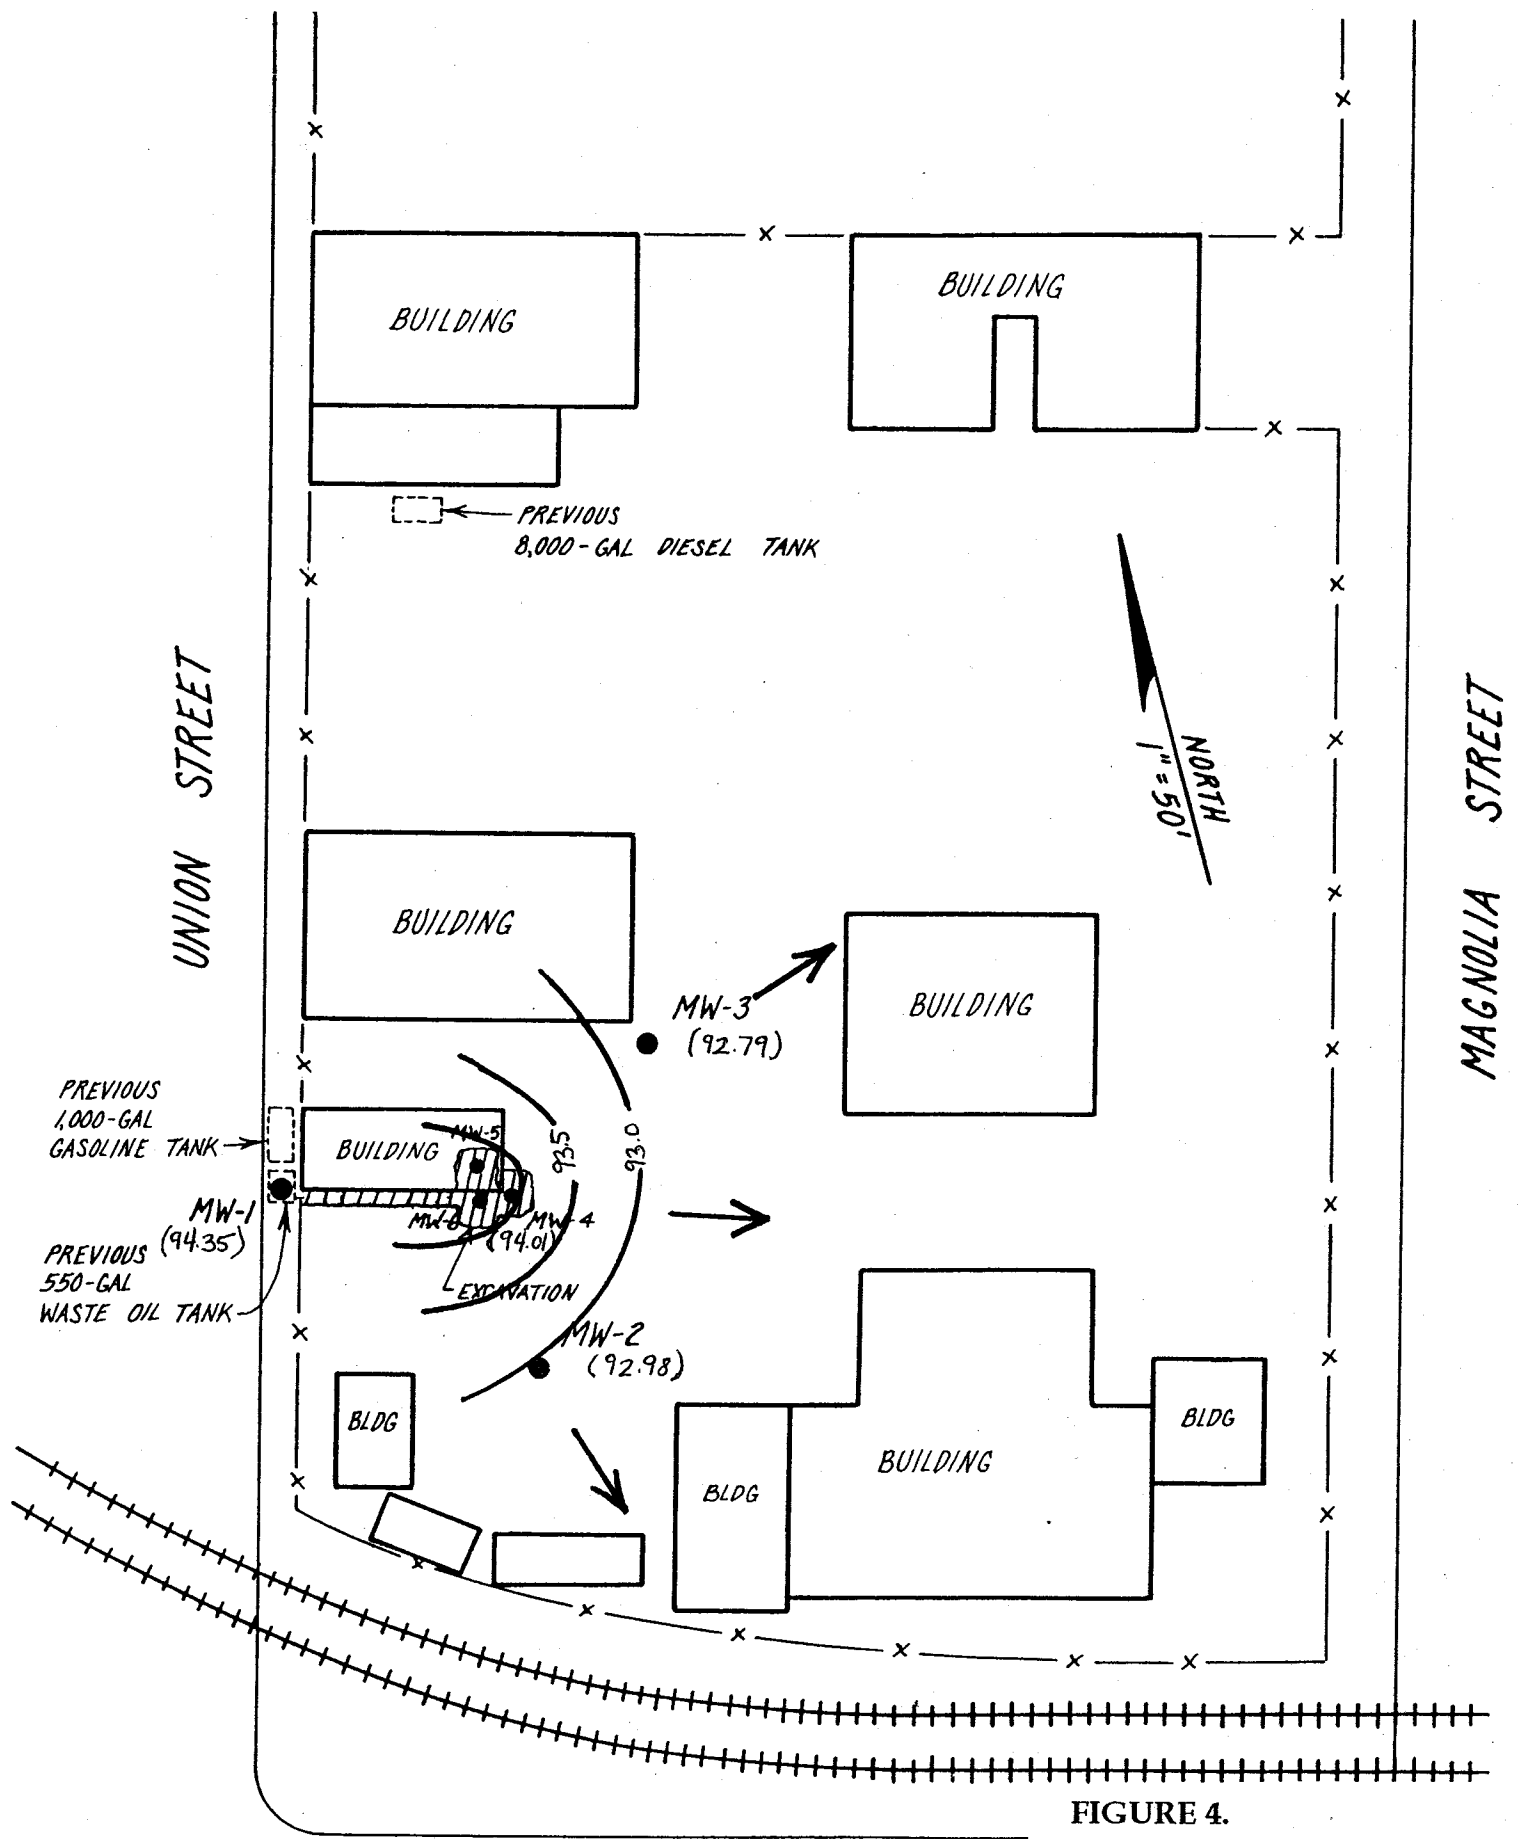 BUILDING
BUILDING
PREVIOUS
8,000-GAL DIESEL TANK
UNION STREET
MAGNOLIA STREET
NORTH
1" = 50'
BUILDING
BUILDING
MW-3
(92.79)
PREVIOUS
1,000-GAL
GASOLINE TANK
BUILDING
MW-5
93.5
93.0
MW-1
(94.35)
MW-6
MW-4
(94.01)
PREVIOUS
550-GAL
WASTE OIL TANK
EXCAVATION
MW-2
(92.98)
BLDG
BLDG
BUILDING
BLDG
FIGURE 4.